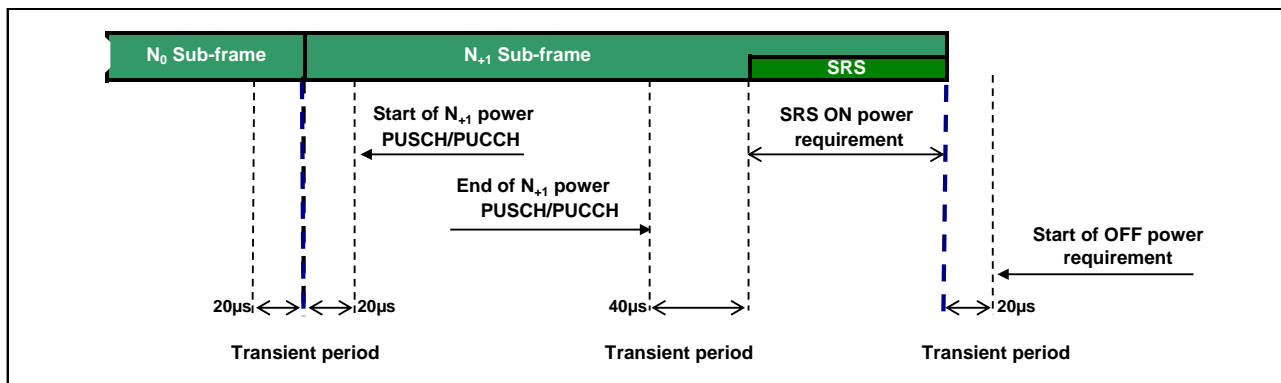 N0 Sub-frame
N+1 Sub-frame
SRS
Start of N+1 power
PUSCH/PUCCH
SRS ON power
requirement
End of N+1 power
PUSCH/PUCCH
Start of OFF power
requirement
20µs
20µs
40µs
20µs
Transient period
Transient period
Transient period